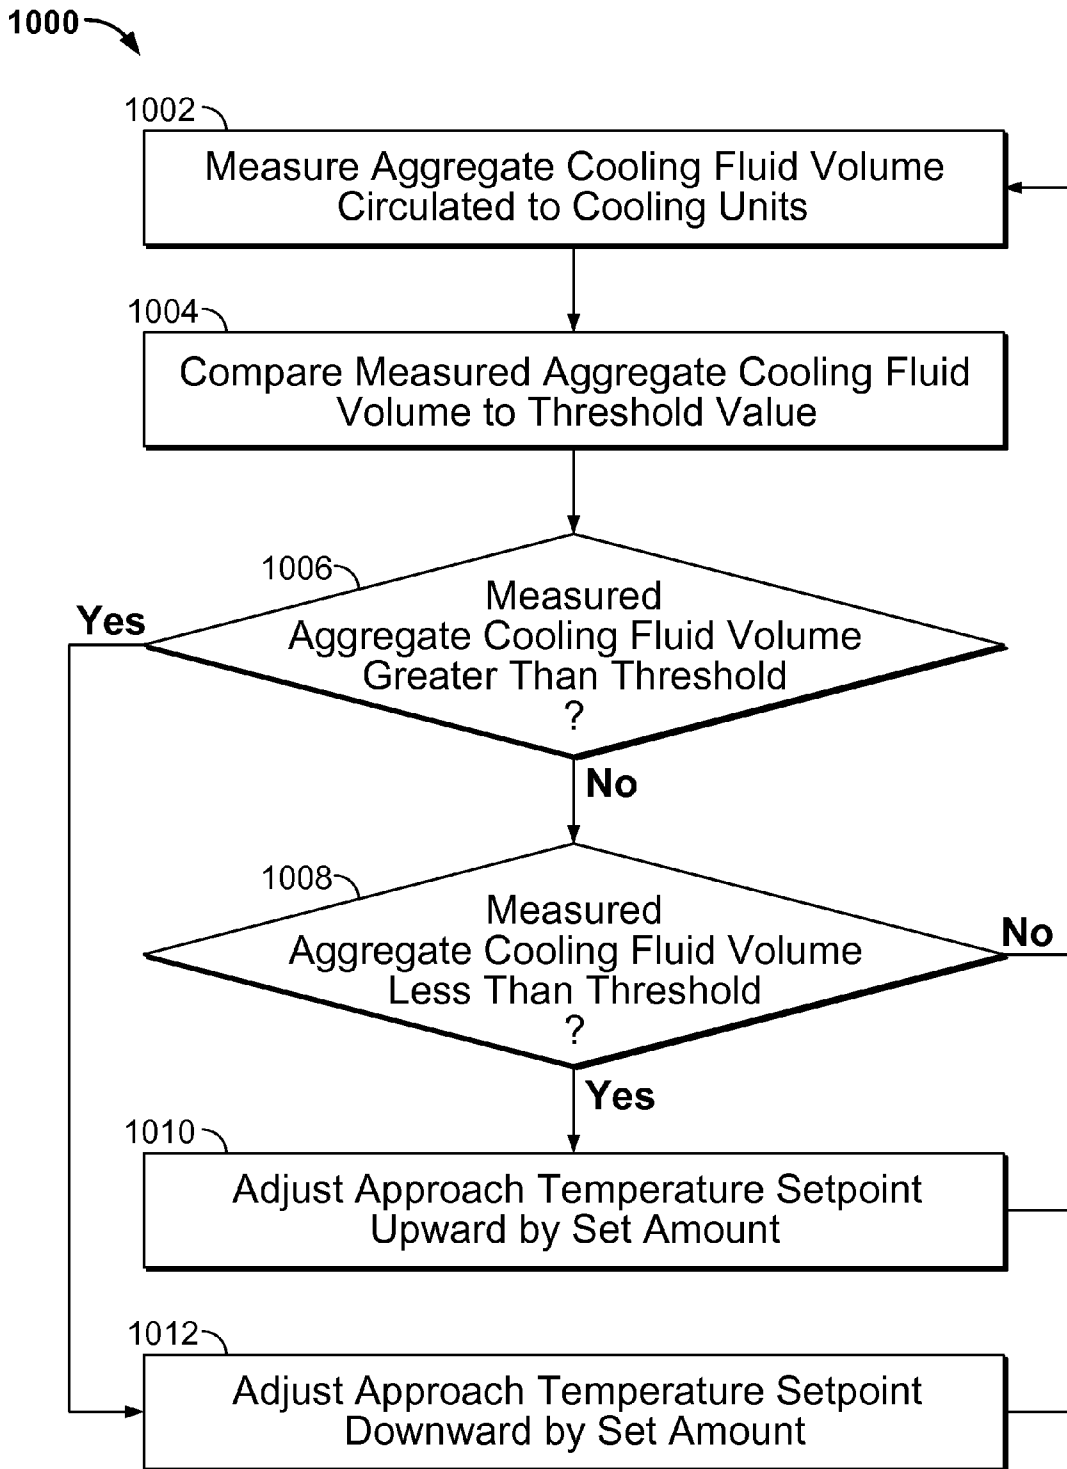 1000
1002
Measure Aggregate Cooling Fluid Volume
Circulated to Cooling Units
1004
Compare Measured Aggregate Cooling Fluid
Volume to Threshold Value
1006
Yes
Measured
Aggregate Cooling Fluid Volume
Greater Than Threshold
?
No
1008
Measured
Aggregate Cooling Fluid Volume
Less Than Threshold
?
No
Yes
1010
Adjust Approach Temperature Setpoint
Upward by Set Amount
1012
Adjust Approach Temperature Setpoint
Downward by Set Amount